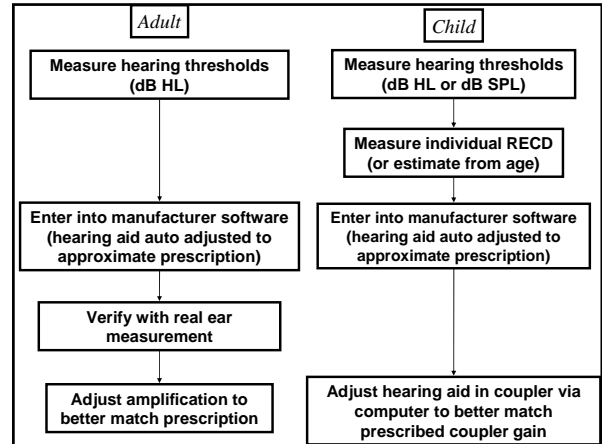 Adult
Measure hearing thresholds
(dB HL)
Enter into manufacturer software
(hearing aid auto adjusted to
approximate prescription)
Verify with real ear
measurement
Adjust amplification to
better match prescription
Child
Measure hearing thresholds
(dB HL or dB SPL)
Measure individual RECD
(or estimate from age)
Enter into manufacturer software
(hearing aid auto adjusted to
approximate prescription)
Adjust hearing aid in coupler via
computer to better match
prescribed coupler gain